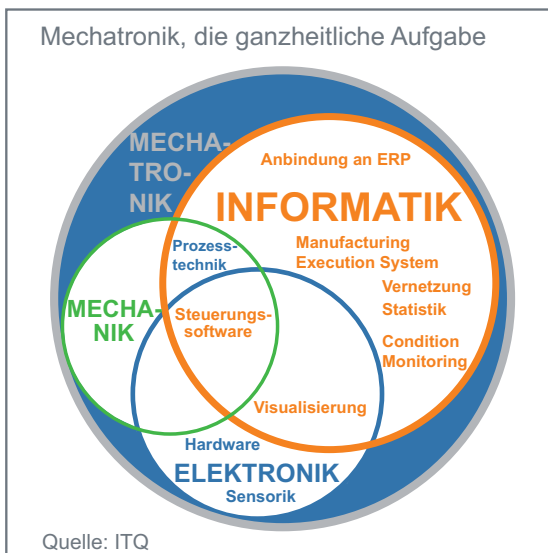 Mechatronik, die ganzheitliche Aufgabe
MECHA-
TRO-
NIK
Anbindung an ERP
INFORMATIK
Prozess-
technik
Manufacturing
Execution System
Vernetzung
Statistik
MECHA-
NIK
Steuerungs-
software
Condition
Monitoring
Visualisierung
Hardware
ELEKTRONIK
Sensorik
Quelle: ITQ